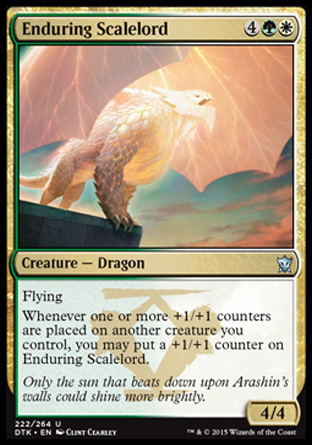 Enduring Scalelord 4
Creature — Dragon
Flying
Whenever one or more +1/+1 counters
are placed on another creature you
control, you may put a +1/+1 counter on
Enduring Scalelord.
Only the sun that beats down upon Arashin's
walls could shine more brightly.
4/4
222/264 U
DTK • EN Clint Cearley ™ & © 2015 Wizards of the Coast